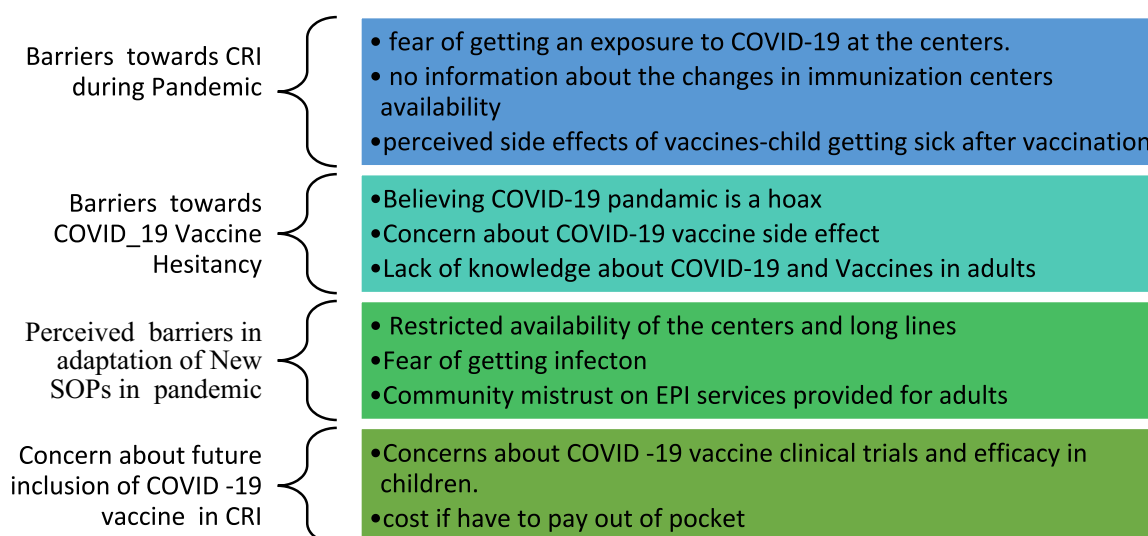 Barriers towards CRI
during Pandemic
• fear of getting an exposure to COVID-19 at the centers.
• no information about the changes in immunization centers
availability
•perceived side effects of vaccines-child getting sick after vaccination
Barriers towards
COVID_19 Vaccine
Hesitancy
•Believing COVID-19 pandamic is a hoax
•Concern about COVID-19 vaccine side effect
•Lack of knowledge about COVID-19 and Vaccines in adults
Perceived barriers in
adaptation of New
SOPs in pandemic
• Restricted availability of the centers and long lines
•Fear of getting infecton
•Community mistrust on EPI services provided for adults
Concern about future
inclusion of COVID -19
vaccine in CRI
•Concerns about COVID -19 vaccine clinical trials and efficacy in
children.
•cost if have to pay out of pocket